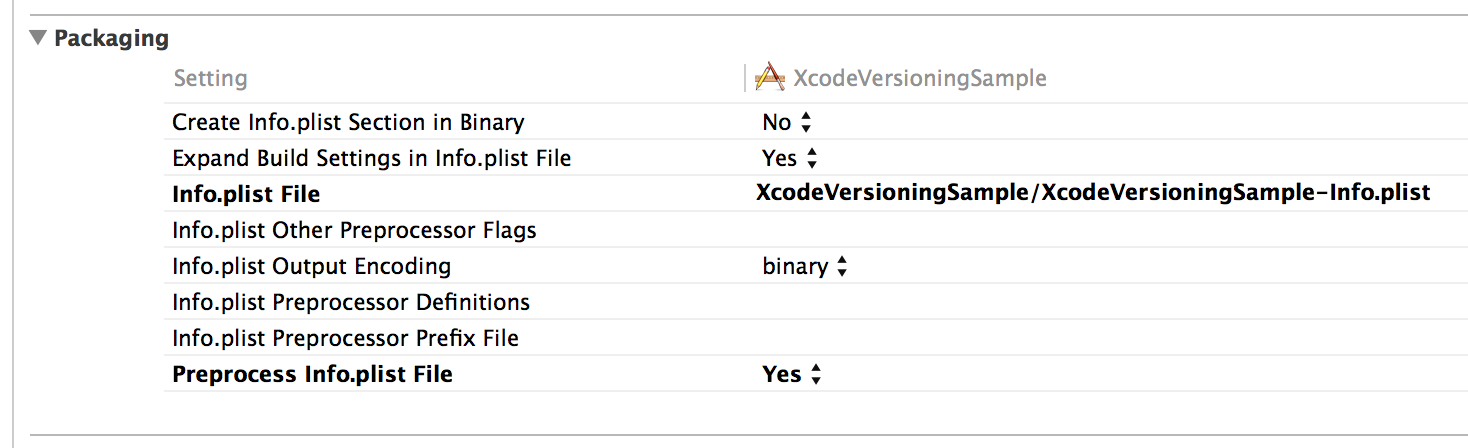 Packaging
Setting XcodeVersioningSample
Create Info.plist Section in Binary No
Expand Build Settings in Info.plist File Yes
Info.plist File XcodeVersioningSample/XcodeVersioningSample-Info.plist
Info.plist Other Preprocessor Flags
Info.plist Output Encoding binary
Info.plist Preprocessor Definitions
Info.plist Preprocessor Prefix File
Preprocess Info.plist File Yes